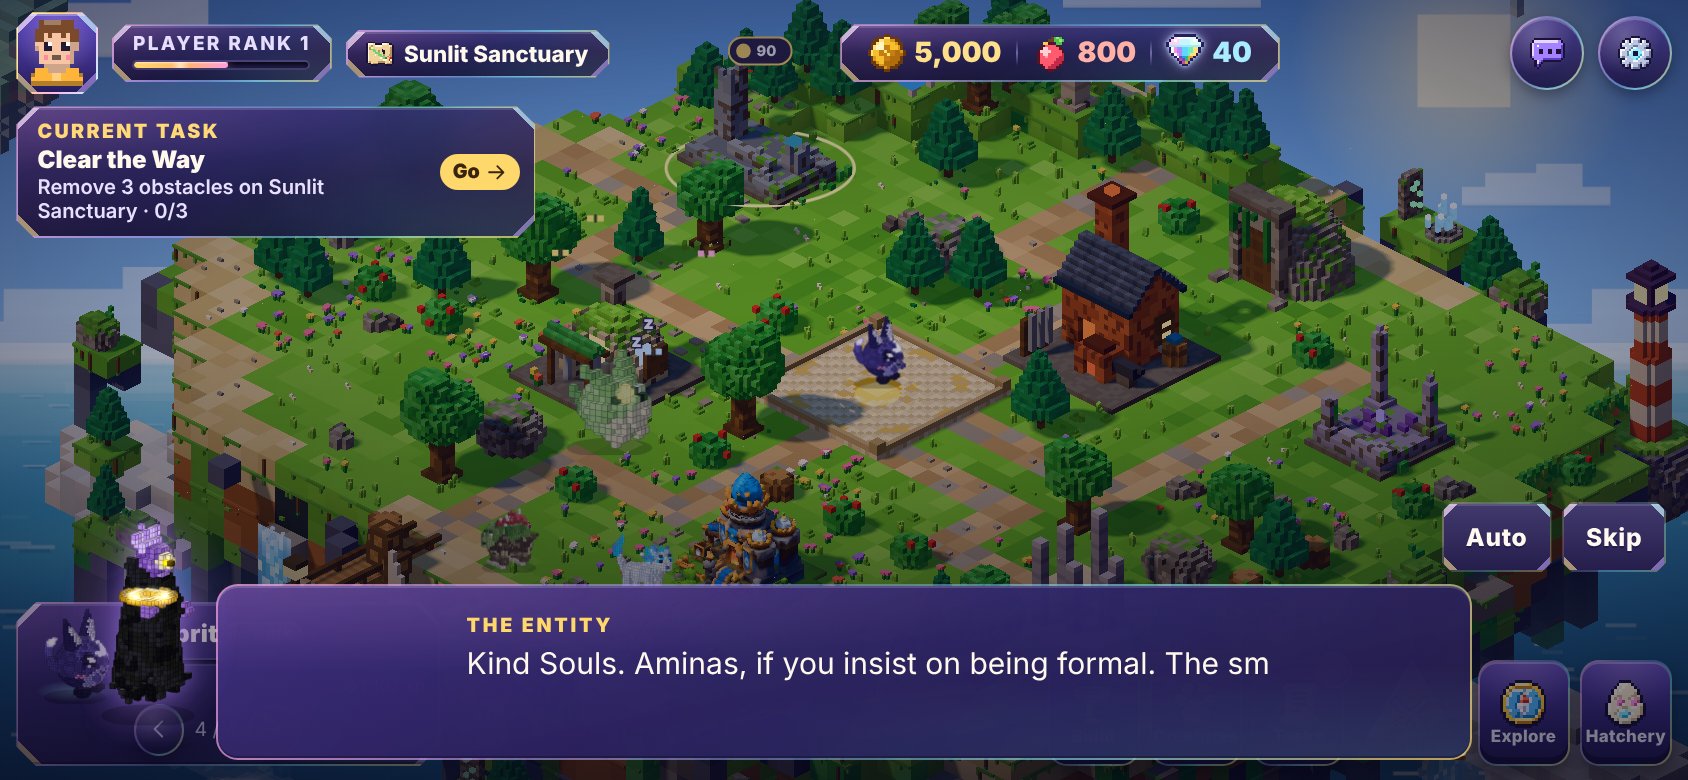 PLAYER RANK 1
Sunlit Sanctuary
90
5,000
800
40
CURRENT TASK
Clear the Way
Remove 3 obstacles on Sunlit
Sanctuary · 0/3
Go →
z
z
Auto
Skip
THE ENTITY
Kind Souls. Aminas, if you insist on being formal. The sm
4/
Explore
Hatchery